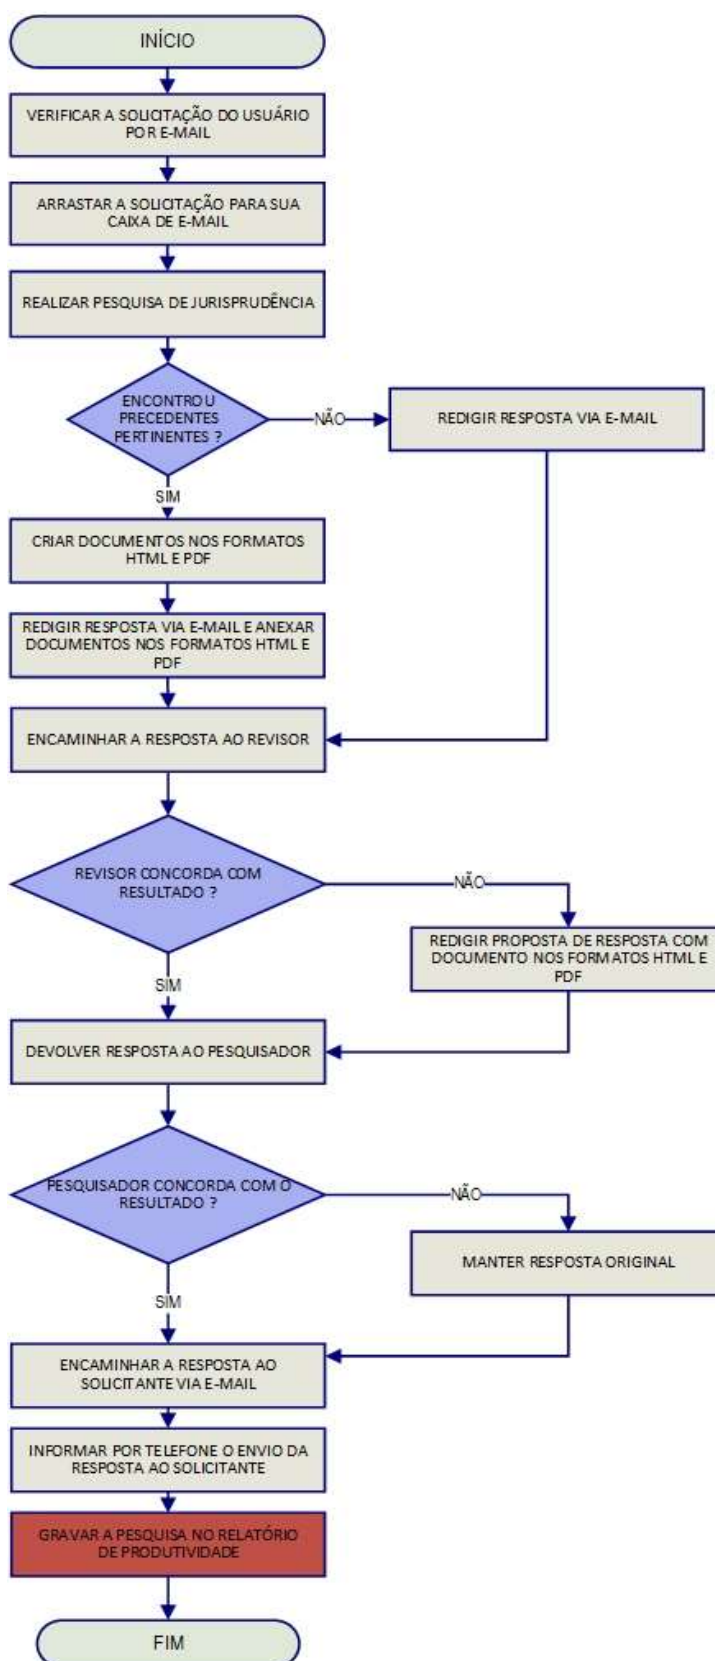 INÍCIO
VERIFICAR A SOLICITAÇÃO DO USUÁRIO
POR E-MAIL
ARRASTAR A SOLICITAÇÃO PARA SUA
CAIXA DE E-MAIL
REALIZAR PESQUISA DE JURISPRUDÊNCIA
ENCONTROU
PRECEDENTES
PERTINENTES ?
NÃO
REDIGIR RESPOSTA VIA E-MAIL
SIM
CRIAR DOCUMENTOS NOS FORMATOS
HTML E PDF
REDIGIR RESPOSTA VIA E-MAIL E ANEXAR
DOCUMENTOS NOS FORMATOS HTML E
PDF
ENCAMINHAR A RESPOSTA AO REVISOR
REVISOR CONCORDA COM
RESULTADO ?
NÃO
REDIGIR PROPOSTA DE RESPOSTA COM
DOCUMENTO NOS FORMATOS HTML E
PDF
SIM
DEVOLVER RESPOSTA AO PESQUISADOR
PESQUISADOR CONCORDA COM O
RESULTADO ?
NÃO
MANTER RESPOSTA ORIGINAL
SIM
ENCAMINHAR A RESPOSTA AO
SOLICITANTE VIA E-MAIL
INFORMAR POR TELEFONE O ENVIO DA
RESPOSTA AO SOLICITANTE
GRAVAR A PESQUISA NO RELATÓRIO
DE PRODUTIVIDADE
FIM